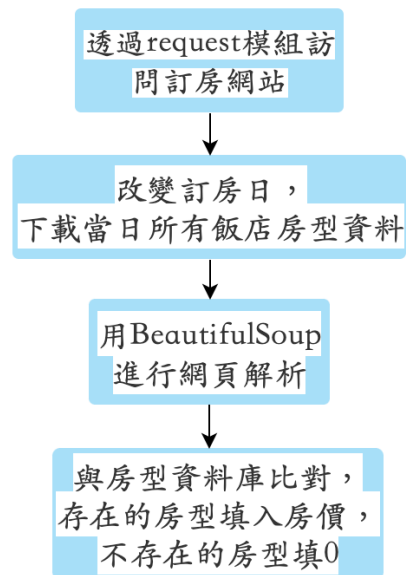 透過request模組訪
問訂房網站
改變訂房日，
下載當日所有飯店房型資料
用BeautifulSoup
進行網頁解析
與房型資料庫比對，
存在的房型填入房價，
不存在的房型填0